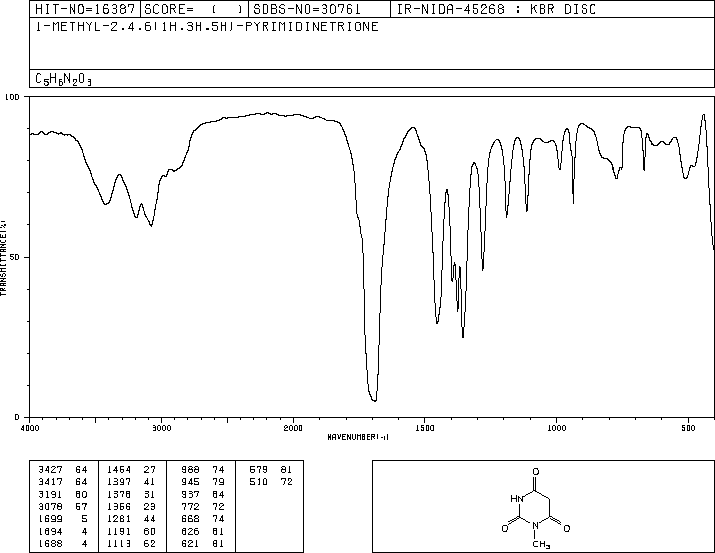 HIT-NO=16387 SCORE= ( ) SDBS-NO=30761 IR-NIDA-45268 : KBR DISC
1-METHYL-2.4.6(1H.3H.5H)-PYRIMIDINETRIONE
C5H6N2O3
100
50
0
TRANSMITTANCE(%)
4000 3000 2000 1500 1000 500
WAVENUMBER(-1)
3427 64 1454 27 988 74 679 81
3417 64 1397 41 945 79 510 72
3191 60 1378 31 937 64
3078 57 1356 23 772 72
1699 5 1281 44 668 74
1694 4 1191 60 626 81
1688 4 1113 62 621 81
O
HN
O N O
CH3